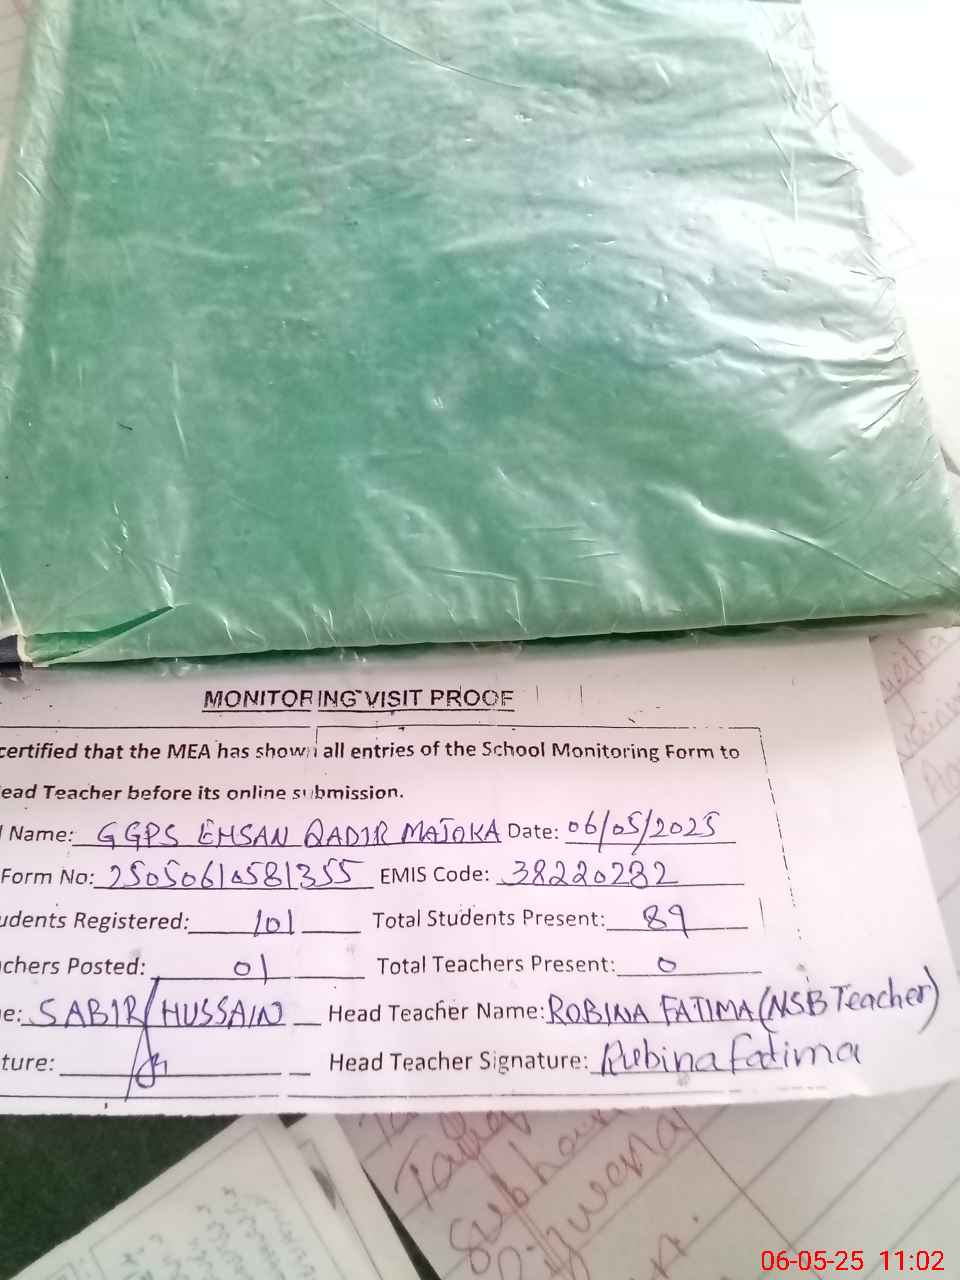 MONITORING VISIT PROOF
certified that the MEA has shown all entries of the School Monitoring Form to
ead Teacher before its online submission.
l Name: GGPS EHSAN QADIR MAJOKA Date: 06/05/2025
Form No: 25050610581355 EMIS Code: 38220282
udents Registered: 101 Total Students Present: 89
chers Posted: 01 Total Teachers Present: 0
e: SABIR HUSSAIN Head Teacher Name: ROBINA FATIMA (NSB Teacher)
ture: Head Teacher Signature: Rubina Fatima
06-05-25 11:02